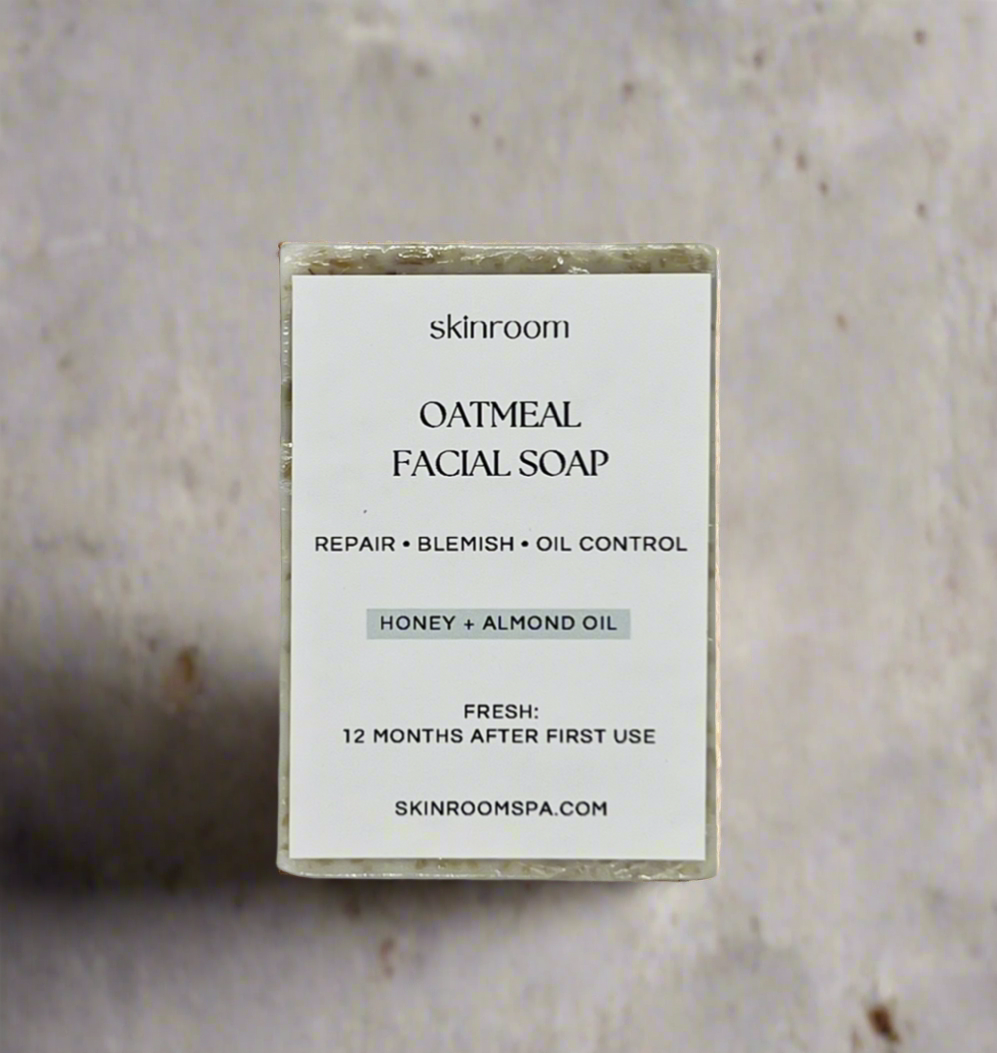 skinroom
OATMEAL
FACIAL SOAP
REPAIR • BLEMISH • OIL CONTROL
HONEY + ALMOND OIL
FRESH:
12 MONTHS AFTER FIRST USE
SKINROOMSPA.COM